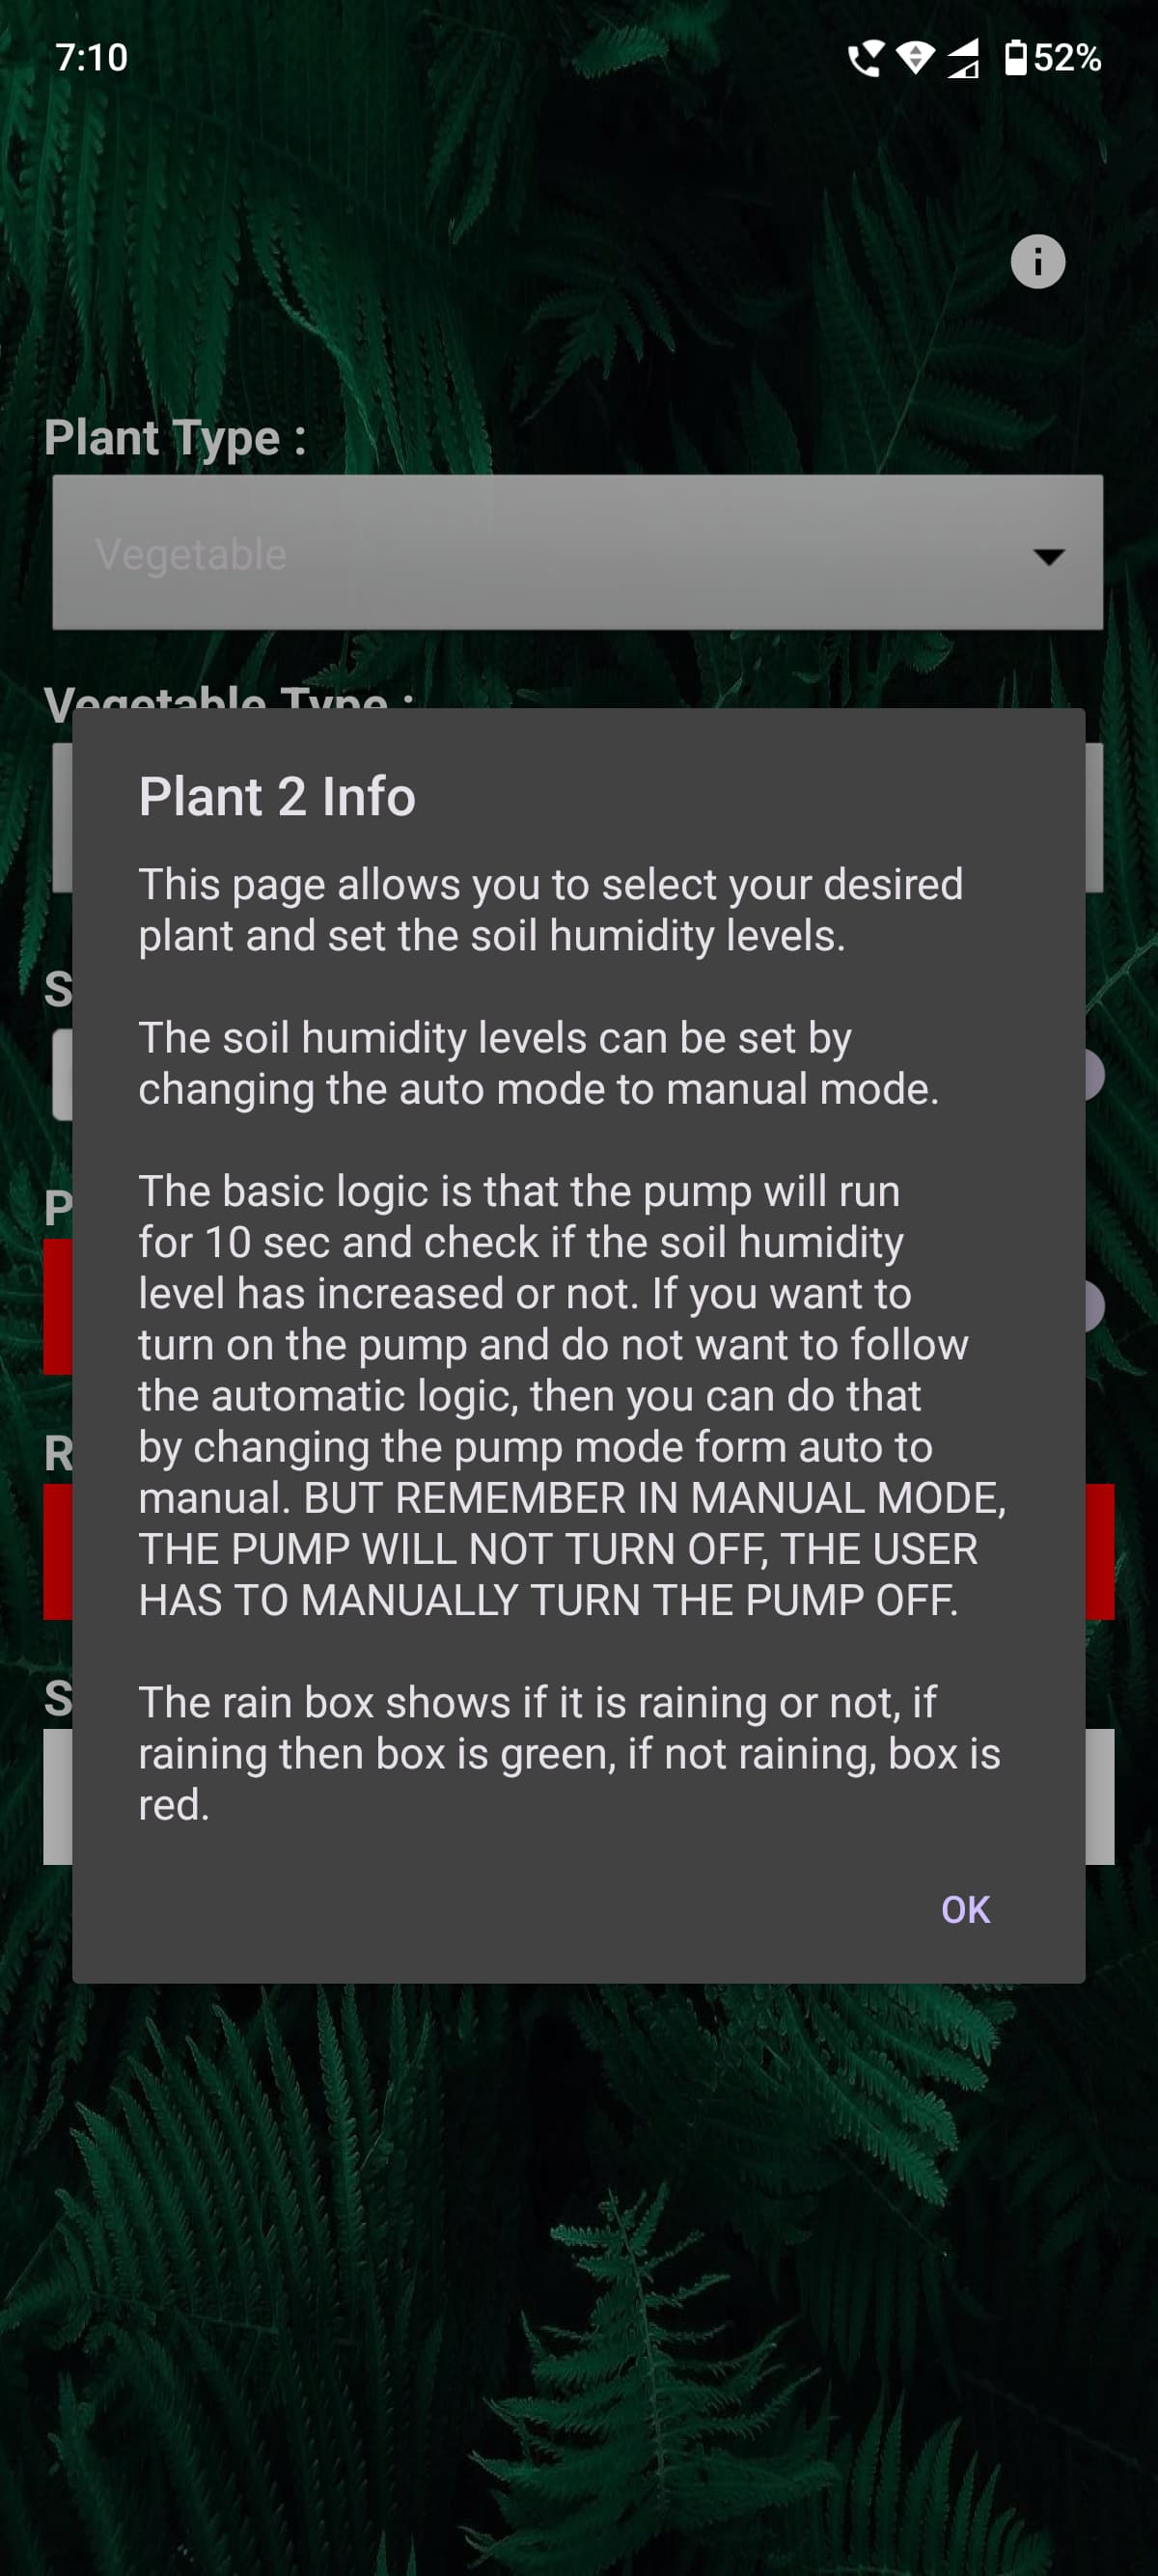 7:10
52%
Plant Type :
Vegetable
Vegetable Type :
Plant 2 Info
This page allows you to select your desired
plant and set the soil humidity levels.
The soil humidity levels can be set by
changing the auto mode to manual mode.
S
The basic logic is that the pump will run
for 10 sec and check if the soil humidity
level has increased or not. If you want to
turn on the pump and do not want to follow
the automatic logic, then you can do that
by changing the pump mode form auto to
manual. BUT REMEMBER IN MANUAL MODE,
THE PUMP WILL NOT TURN OFF, THE USER
HAS TO MANUALLY TURN THE PUMP OFF.
P
R
The rain box shows if it is raining or not, if
raining then box is green, if not raining, box is
red.
S
OK